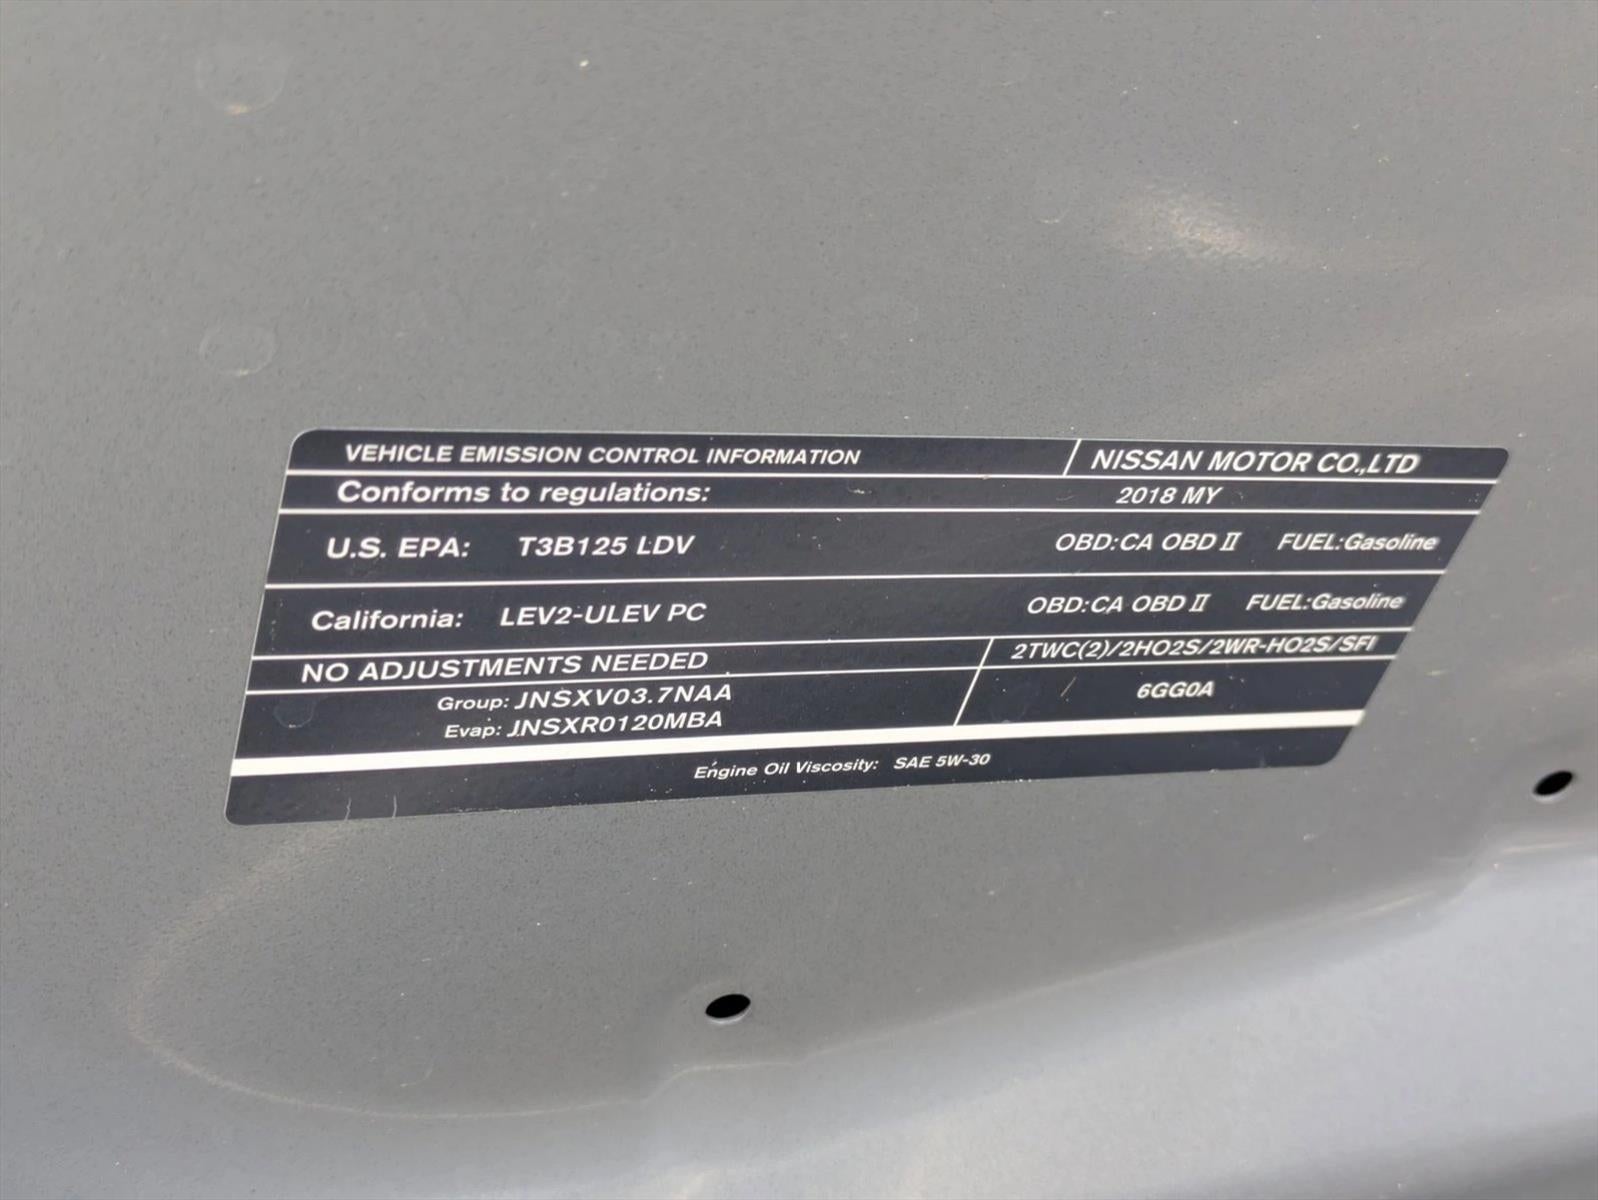 VEHICLE EMISSION CONTROL INFORMATION NISSAN MOTOR CO.,LTD
Conforms to regulations: 2018 MY
U.S. EPA: T3B125 LDV OBD:CA OBD II FUEL:Gasoline
California: LEV2-ULEV PC OBD:CA OBD II FUEL:Gasoline
NO ADJUSTMENTS NEEDED 2TWC(2)/2HO2S/2WR-HO2S/SFI
Group: JNSXV03.7NAA 6GG0A
Evap: JNSXR0120MBA
Engine Oil Viscosity: SAE 5W-30